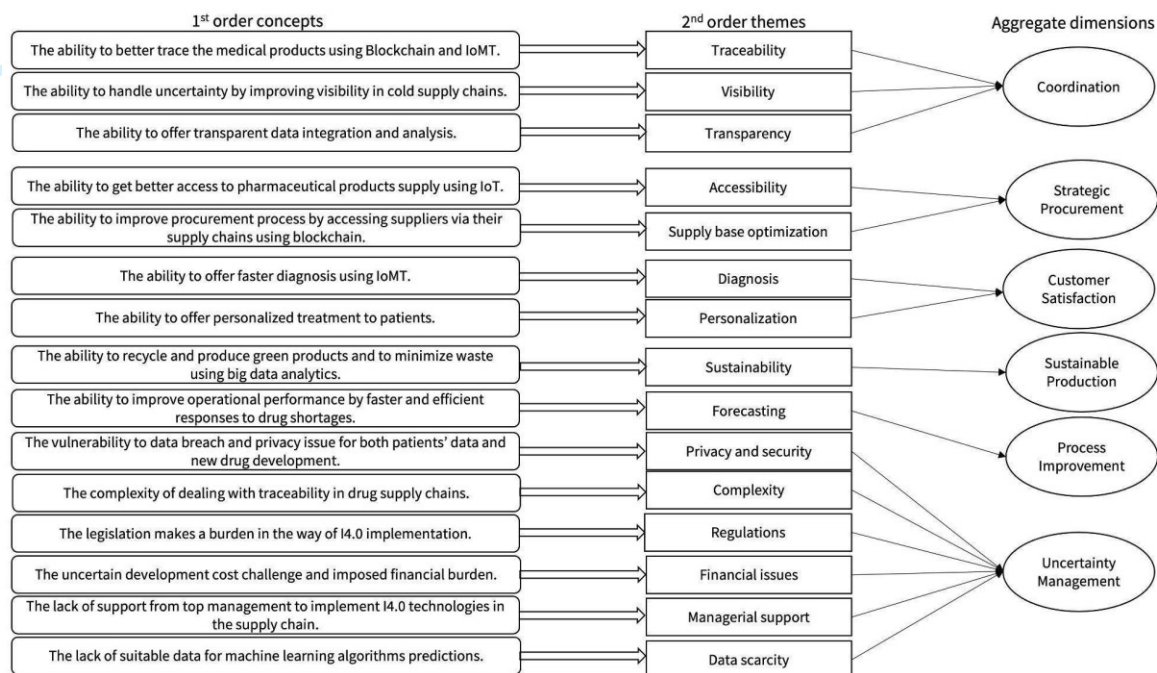 1st order concepts
2nd order themes
Aggregate dimensions
The ability to better trace the medical products using Blockchain and IoMT.
Traceability
The ability to handle uncertainty by improving visibility in cold supply chains.
Visibility
Coordination
The ability to offer transparent data integration and analysis.
Transparency
The ability to get better access to pharmaceutical products supply using IoT.
Accessibility
The ability to improve procurement process by accessing suppliers via their
supply chains using blockchain.
Supply base optimization
Strategic
Procurement
The ability to offer faster diagnosis using IoMT.
Diagnosis
The ability to offer personalized treatment to patients.
Personalization
Customer
Satisfaction
The ability to recycle and produce green products and to minimize waste
using big data analytics.
Sustainability
Sustainable
Production
The ability to improve operational performance by faster and efficient
responses to drug shortages.
Forecasting
Process
Improvement
The vulnerability to data breach and privacy issue for both patients’ data and
new drug development.
Privacy and security
The complexity of dealing with traceability in drug supply chains.
Complexity
The legislation makes a burden in the way of I4.0 implementation.
Regulations
The uncertain development cost challenge and imposed financial burden.
Financial issues
Uncertainty
Management
The lack of support from top management to implement I4.0 technologies in
the supply chain.
Managerial support
The lack of suitable data for machine learning algorithms predictions.
Data scarcity